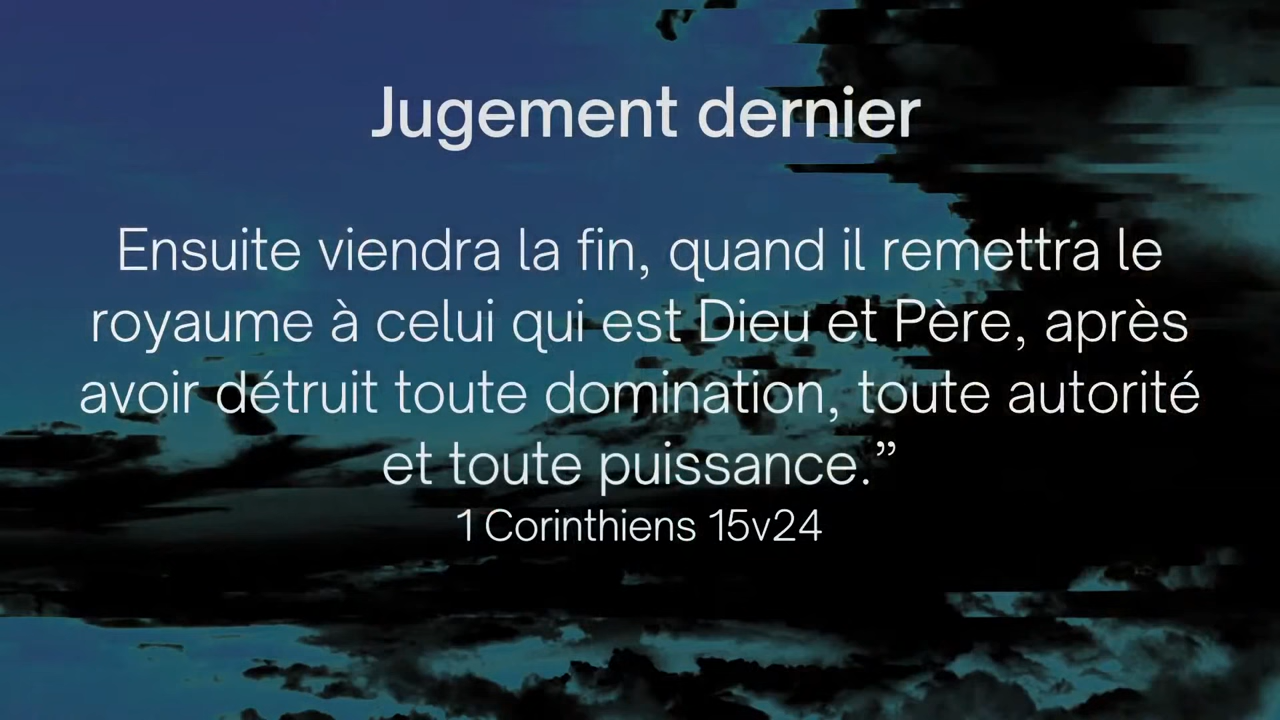 Jugement dernier
Ensuite viendra la fin, quand il remettra le
royaume à celui qui est Dieu et Père, après
avoir détruit toute domination, toute autorité
et toute puissance.”
1 Corinthiens 15v24